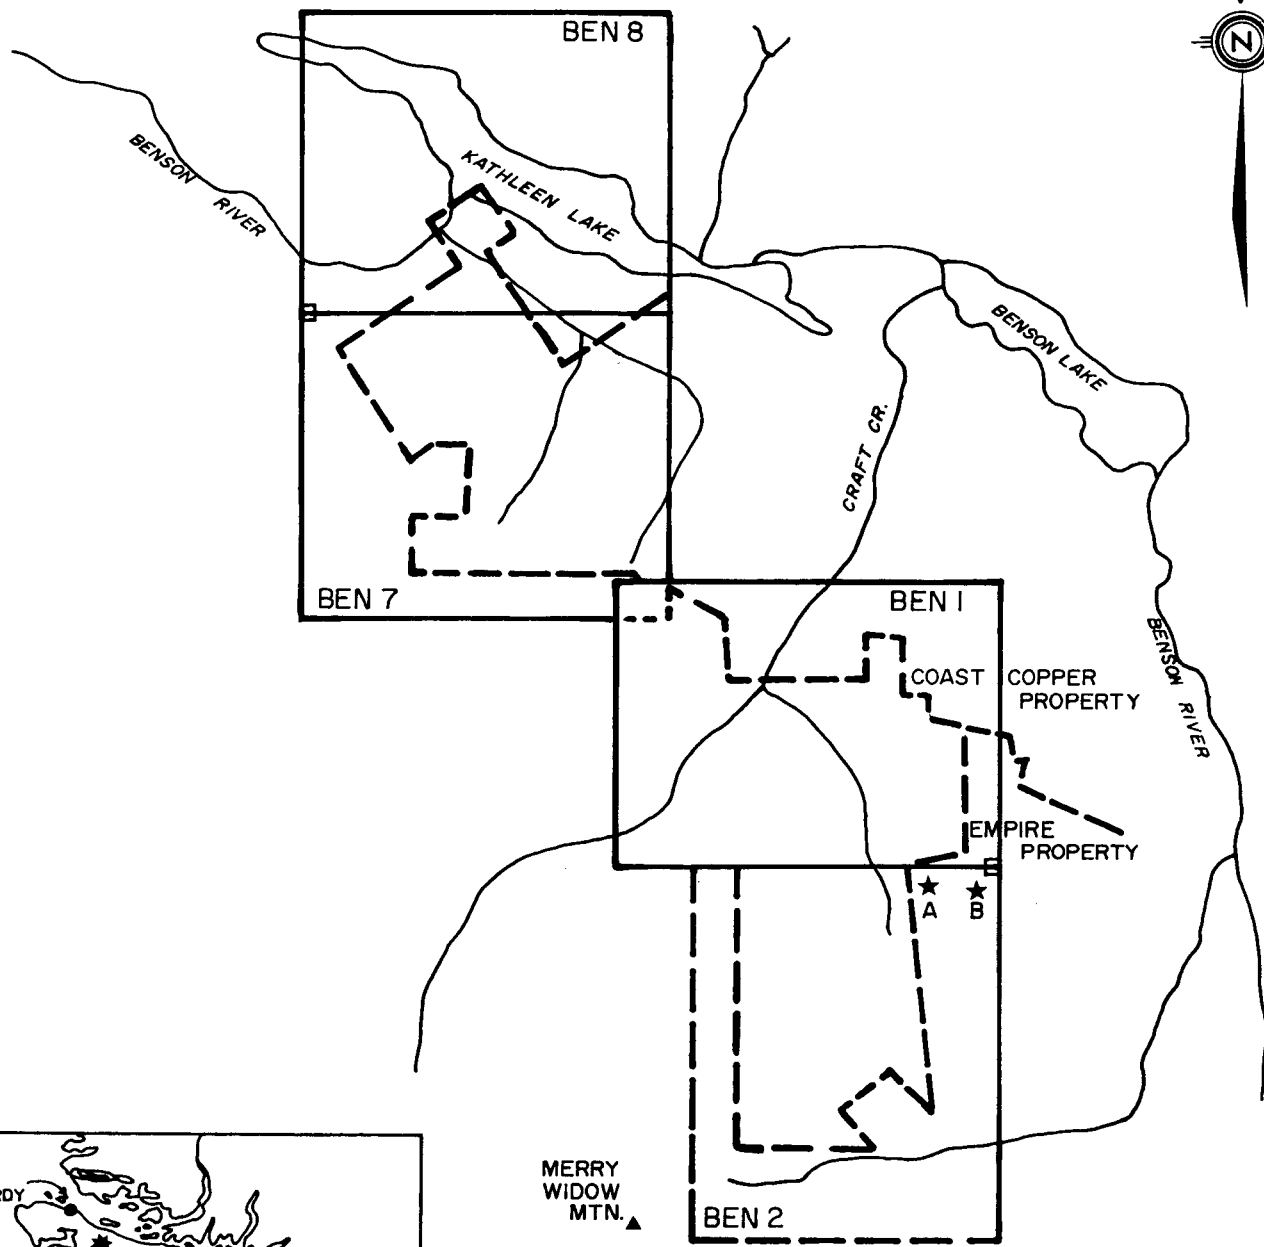 BEN 8
N
BENSON
RIVER
KATHLEEN LAKE
BENSON LAKE
CRAFT CR.
BEN 7
BEN 1
BENSON RIVER
COAST COPPER
PROPERTY
EMPIRE
PROPERTY
A B
MERRY
WIDOW
MTN.
BEN 2
RDY